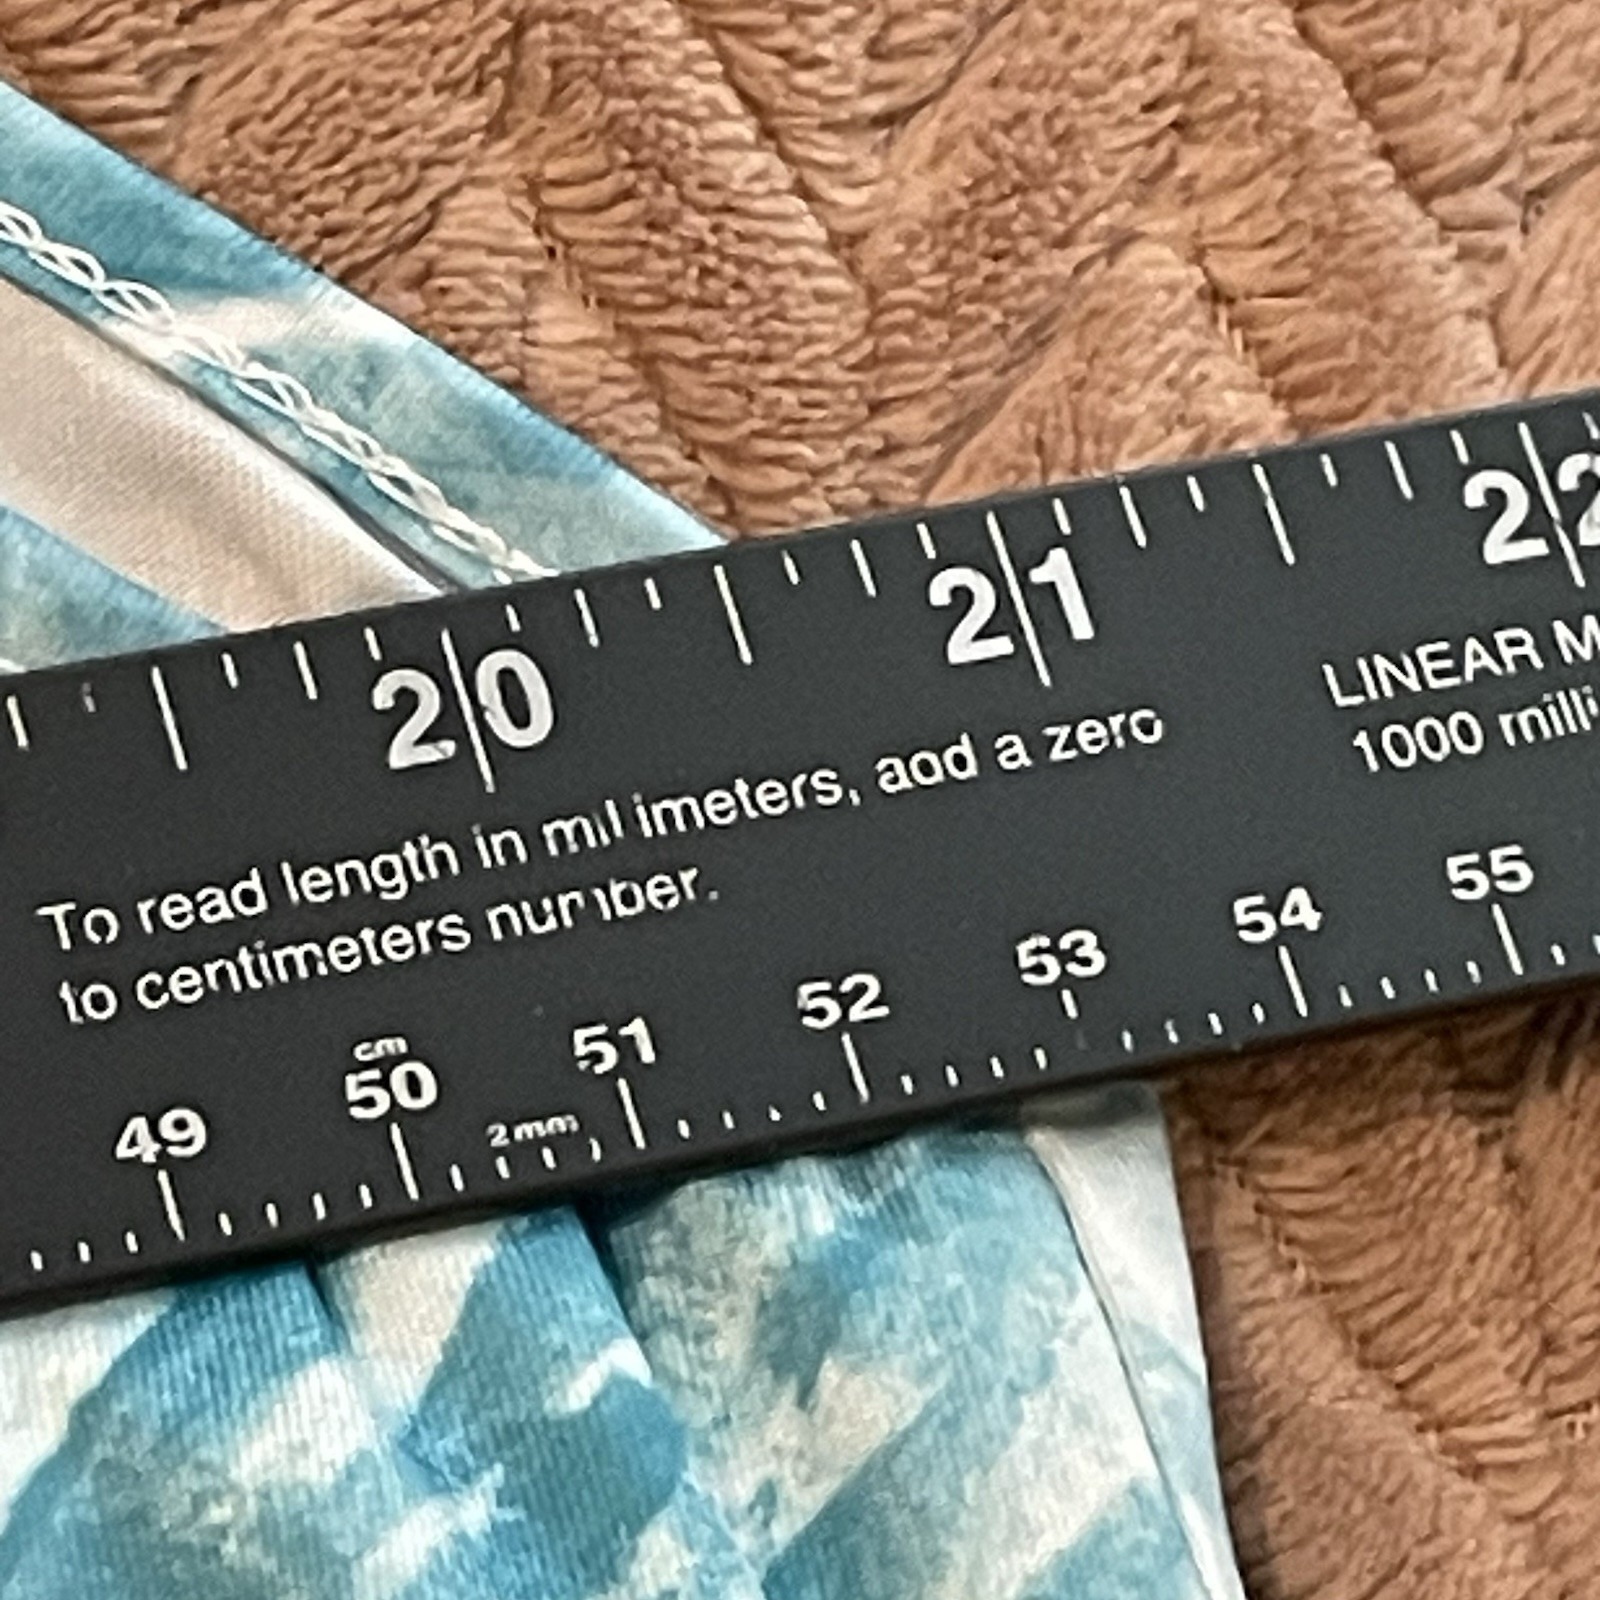 20 21 22
To read length in millimeters, add a zero
to centimeters number.
LINEAR M
1000 milli
cm
49 50 51 52 53 54 55
2mm